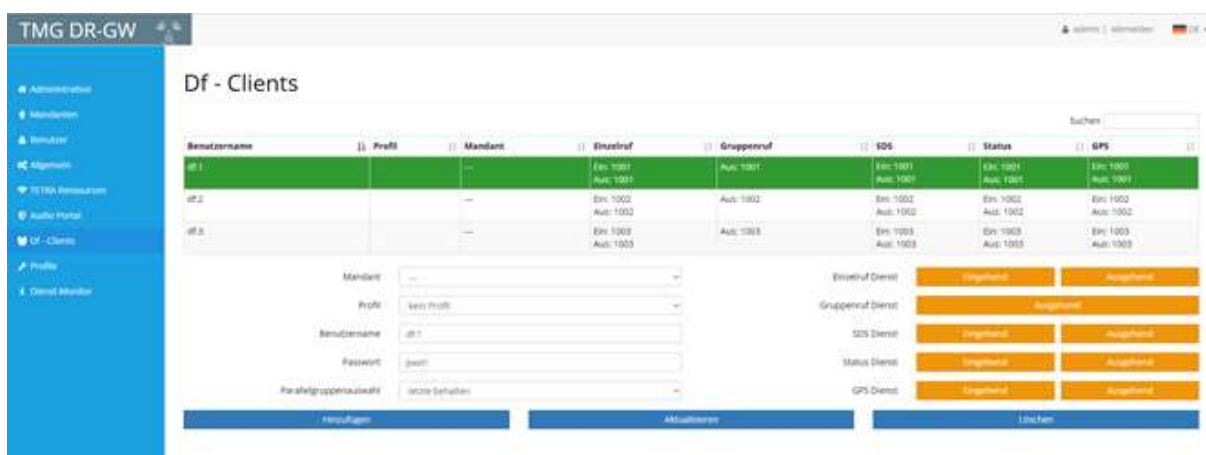 TMG DR-GW
admin | Abmelden DE
Administration
Mandanten
Benutzer
Allgemein
TETRA Ressourcen
Audio Portal
Df - Clients
Profile
Dienst Monitor
Df - Clients
Suchen
Benutzername Profil Mandant Einzelruf Gruppenruf SDS Status GPS
df.1 --- Ein: 1001 Aus: 1001 Ein: 1001 Ein: 1001 Ein: 1001
Aus: 1001 Aus: 1001 Aus: 1001 Aus: 1001
df.2 --- Ein: 1002 Aus: 1002 Ein: 1002 Ein: 1002 Ein: 1002
Aus: 1002 Aus: 1002 Aus: 1002 Aus: 1002
df.3 --- Ein: 1003 Aus: 1003 Ein: 1003 Ein: 1003 Ein: 1003
Aus: 1003 Aus: 1003 Aus: 1003 Aus: 1003
Mandant --- Einzelruf Dienst Eingehend Ausgehend
Profil kein Profil Gruppenruf Dienst Ausgehend
Benutzername df.1 SDS Dienst Eingehend Ausgehend
Passwort Status Dienst Eingehend Ausgehend
Parallelgruppenauswahl letzte behalten GPS Dienst Eingehend Ausgehend
Hinzufügen Aktualisieren Löschen